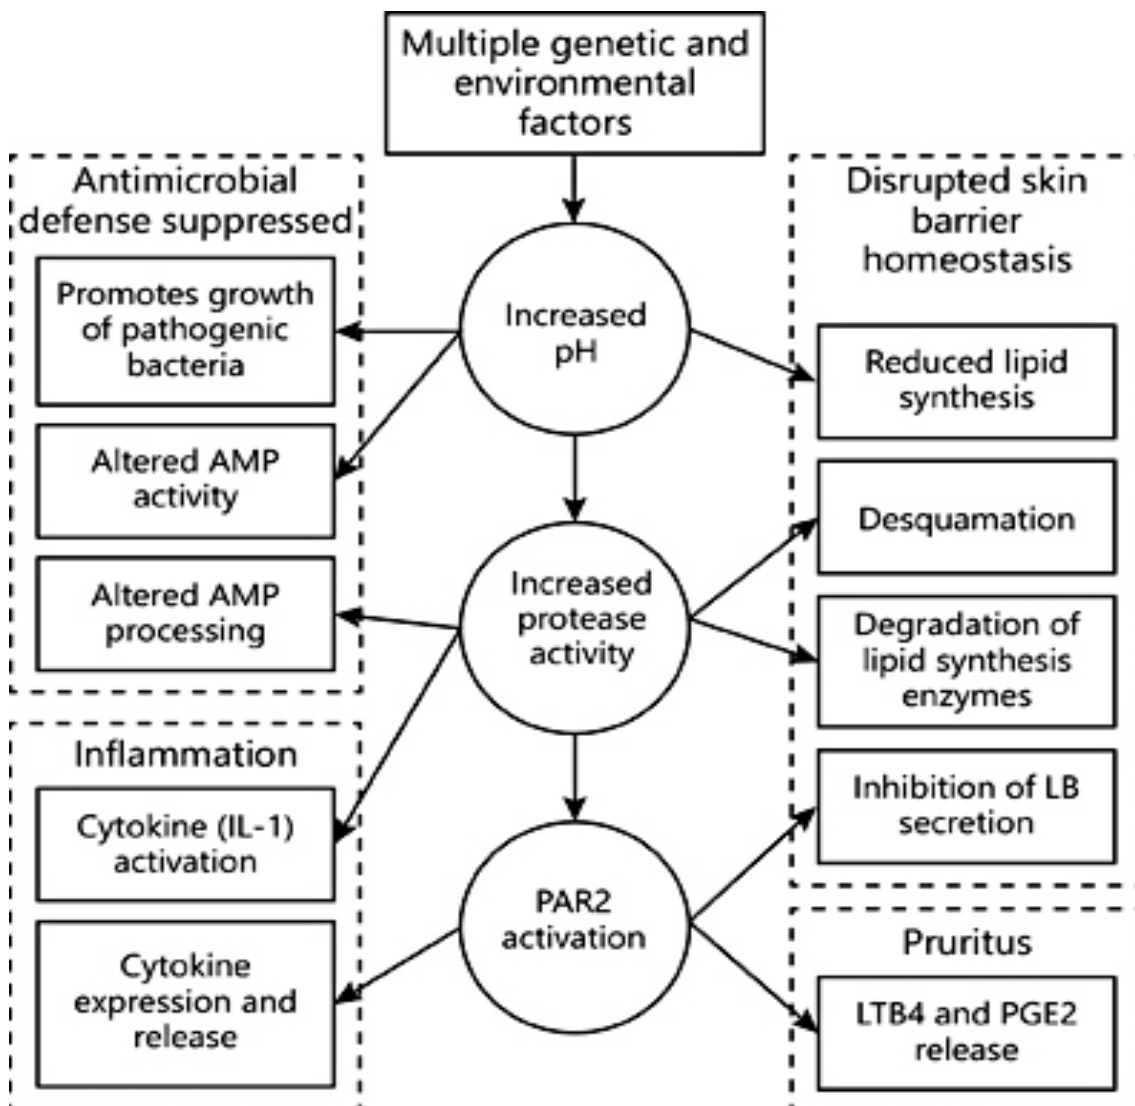 Multiple genetic and
environmental
factors
Antimicrobial
defense suppressed
Promotes growth
of pathogenic
bacteria
Altered AMP
activity
Altered AMP
processing
Inflammation
Cytokine (IL-1)
activation
Cytokine
expression and
release
Increased
pH
Increased
protease
activity
PAR2
activation
Disrupted skin
barrier
homeostasis
Reduced lipid
synthesis
Desquamation
Degradation of
lipid synthesis
enzymes
Inhibition of LB
secretion
Pruritus
LTB4 and PGE2
release